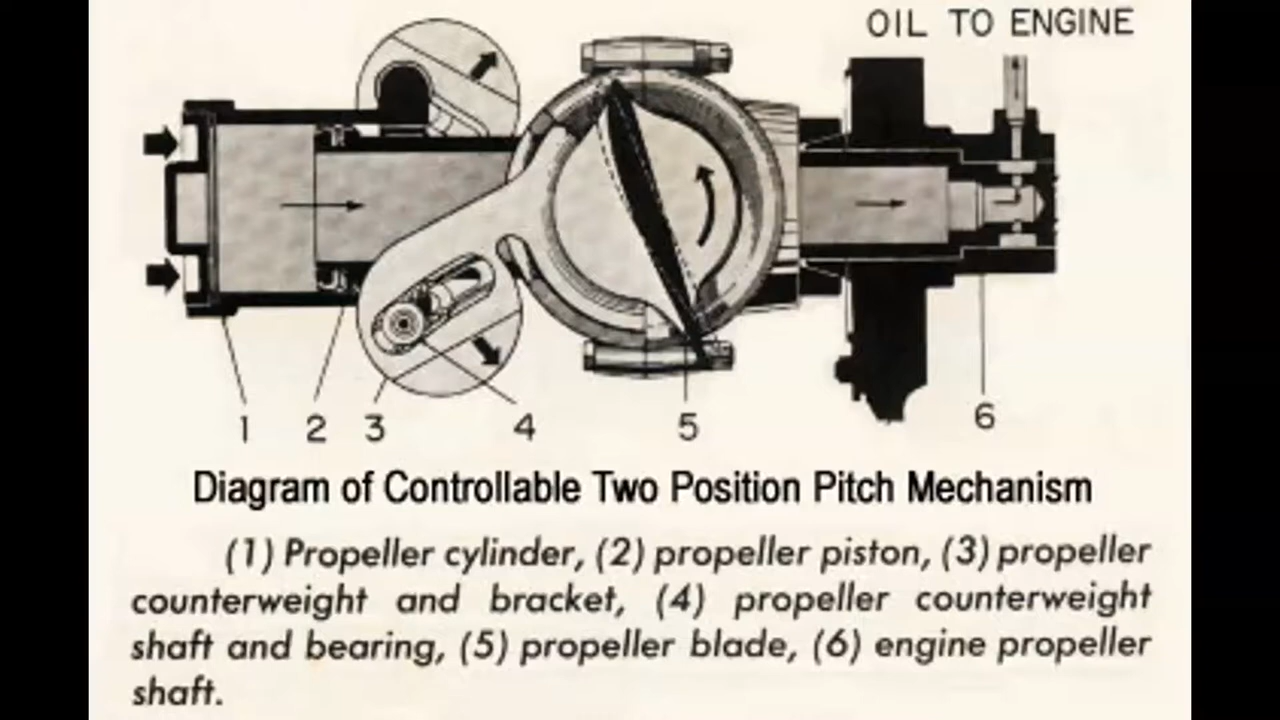 OIL TO ENGINE
1 2 3 4 5 6
Diagram of Controllable Two Position Pitch Mechanism
(1) Propeller cylinder, (2) propeller piston, (3) propeller
counterweight and bracket, (4) propeller counterweight
shaft and bearing, (5) propeller blade, (6) engine propeller
shaft.